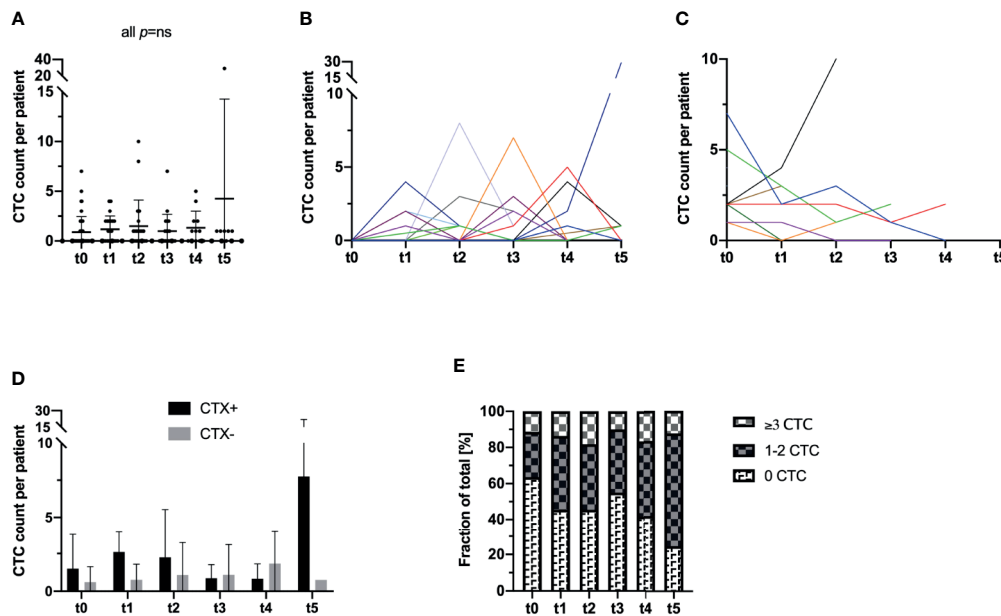 A
all p=ns
CTC count per patient
40
20
15
10
5
0
t0 t1 t2 t3 t4 t5
B
CTC count per patient
30
15
10
5
0
t0 t1 t2 t3 t4 t5
C
CTC count per patient
10
5
0
t0 t1 t2 t3 t4 t5
D
CTC count per patient
30
15
10
5
0
t0 t1 t2 t3 t4 t5
CTX+
CTX-
E
Fraction of total [%]
100
80
60
40
20
0
t0 t1 t2 t3 t4 t5
≥3 CTC
1-2 CTC
0 CTC